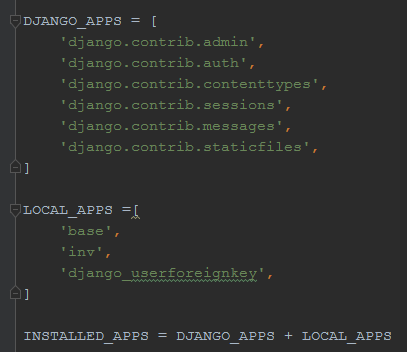 DJANGO_APPS = [
    'django.contrib.admin',
    'django.contrib.auth',
    'django.contrib.contenttypes',
    'django.contrib.sessions',
    'django.contrib.messages',
    'django.contrib.staticfiles',
]
LOCAL_APPS =[
    'base',
    'inv',
    'django_userforeignkey',
]
INSTALLED_APPS = DJANGO_APPS + LOCAL_APPS